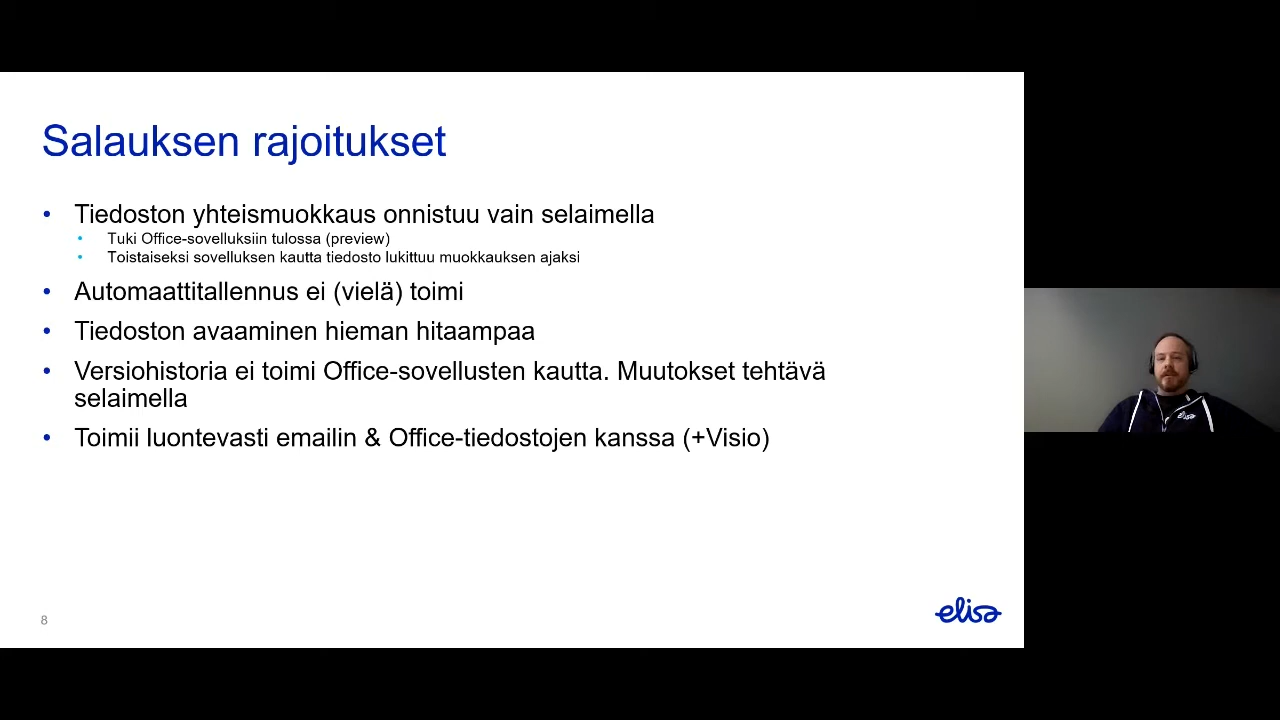 Salauksen rajoitukset
• Tiedoston yhteismuokkaus onnistuu vain selaimella
• Tuki Office-sovelluksiin tulossa (preview)
• Toistaiseksi sovelluksen kautta tiedosto lukittuu muokkauksen ajaksi
• Automaattitallennus ei (vielä) toimi
• Tiedoston avaaminen hieman hitaampaa
• Versiohistoria ei toimi Office-sovellusten kautta. Muutokset tehtävä
selaimella
• Toimii luontevasti emailin & Office-tiedostojen kanssa (+Visio)
8
elisa
elisa